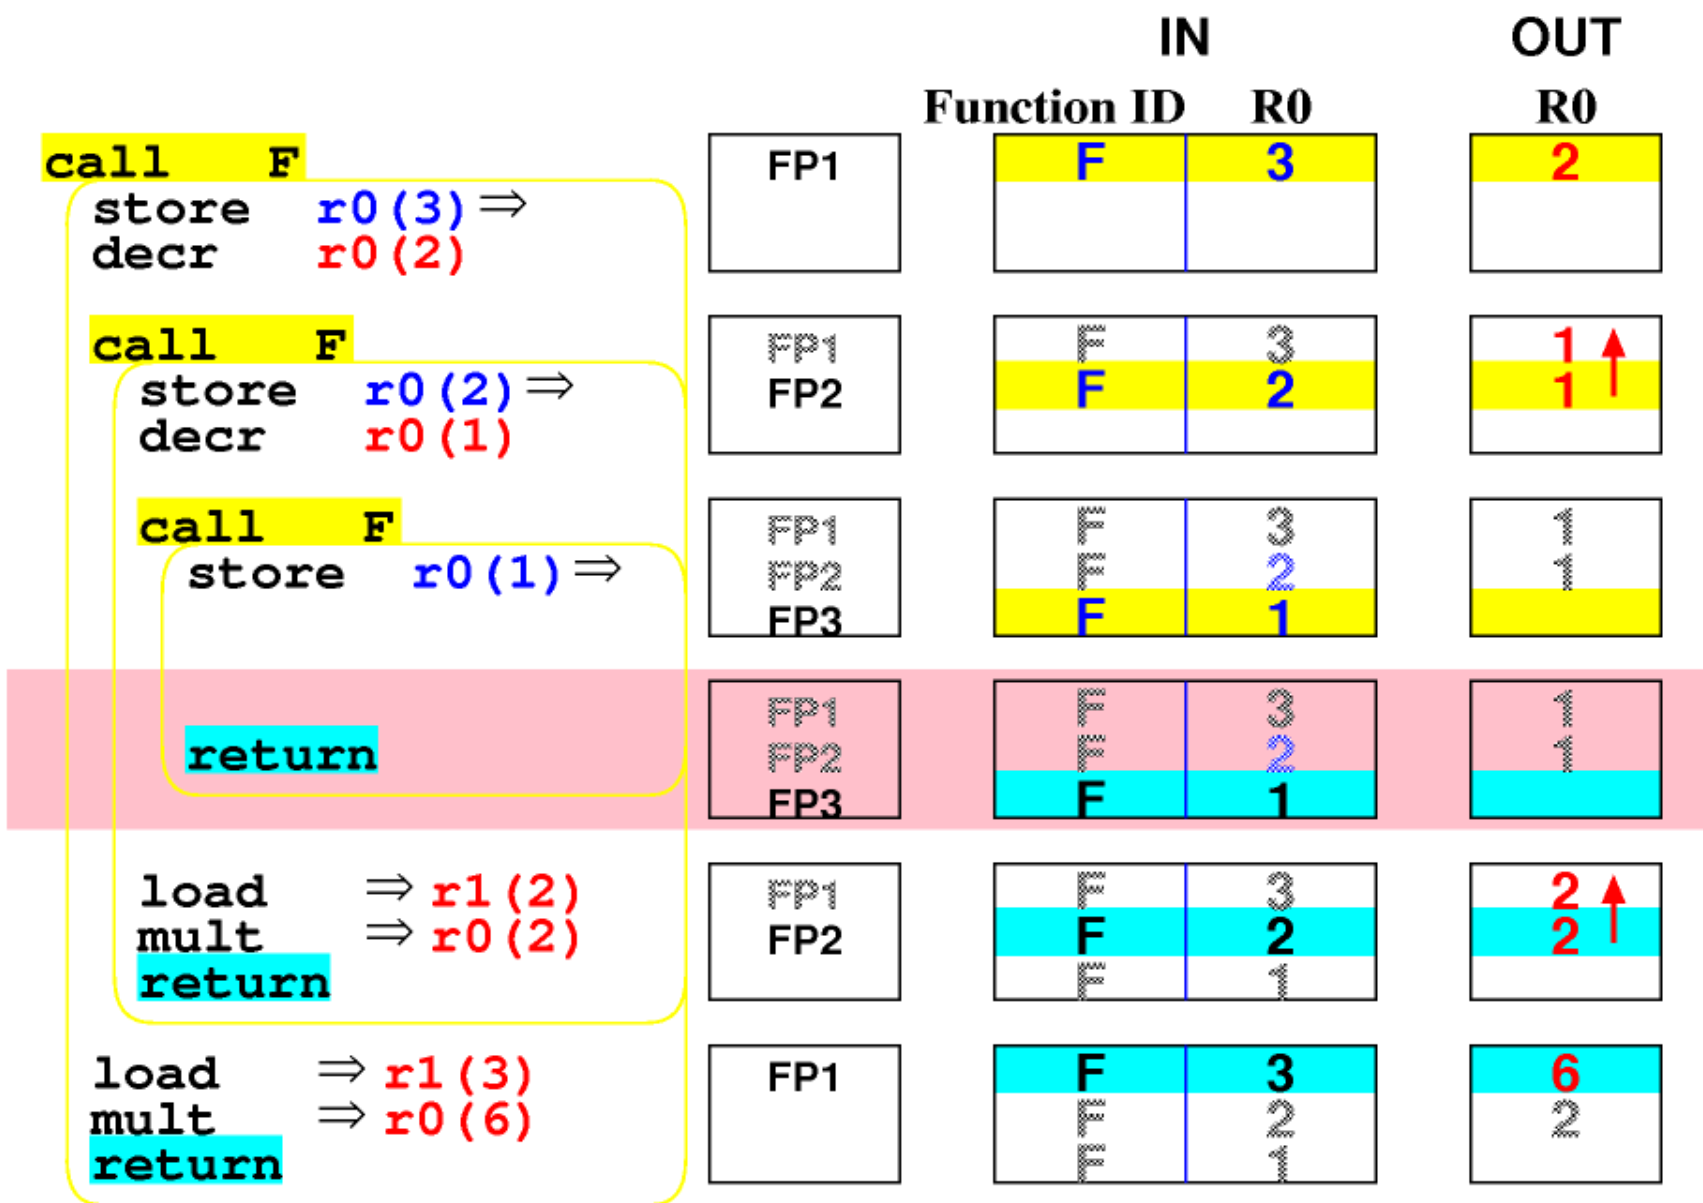 IN OUT
Function ID R0 R0
call F FP1 F 3 2
store r0(3)⇒
decr r0(2)
call F FP1 F 3 1
store r0(2)⇒ FP2 F 2 1
decr r0(1)
call F FP1 F 3 1
store r0(1)⇒ FP2 F 2 1
FP3 F 1
FP1 F 3 1
return FP2 F 2 1
FP3 F 1
load ⇒ r1(2) FP1 F 3 2
mult ⇒ r0(2) FP2 F 2 2
return F 1
load ⇒ r1(3) FP1 F 3 6
mult ⇒ r0(6) F 2 2
return F 1